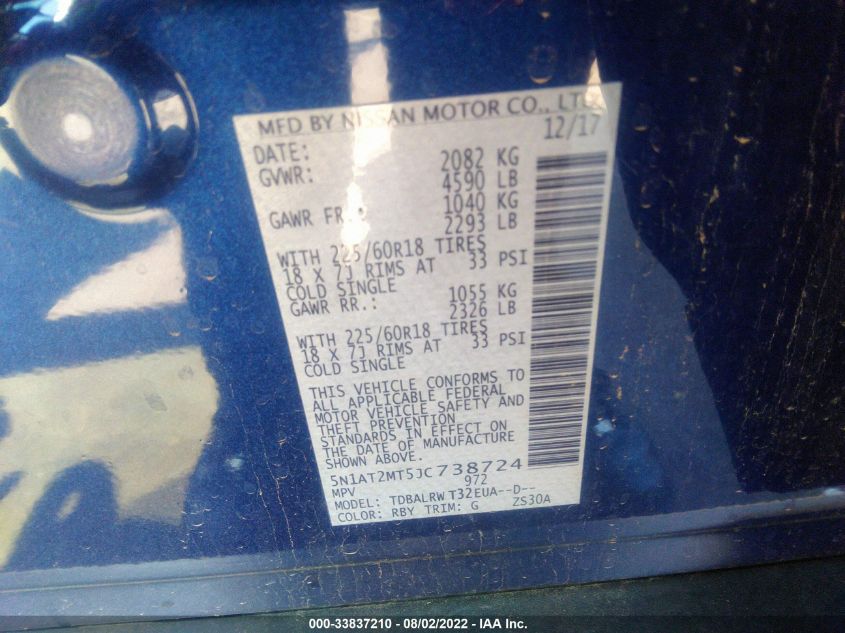 MFD BY NISSAN MOTOR CO., LTD
DATE: 12/17
GVWR: 2082 KG
4590 LB
GAWR FR.: 1040 KG
2293 LB
WITH 225/60R18 TIRES
18 X 7J RIMS AT 33 PSI
COLD SINGLE
GAWR RR.: 1055 KG
2326 LB
WITH 225/60R18 TIRES
18 X 7J RIMS AT 33 PSI
COLD SINGLE
THIS VEHICLE CONFORMS TO
ALL APPLICABLE FEDERAL
MOTOR VEHICLE SAFETY AND
THEFT PREVENTION
STANDARDS IN EFFECT ON
THE DATE OF MANUFACTURE
SHOWN ABOVE.
5N1AT2MT5JC738724
MPV 972
MODEL: TDBALRW T32EUA--D--
COLOR: RBY TRIM: G ZS30A
000-33837210 - 08/02/2022 - IAA Inc.